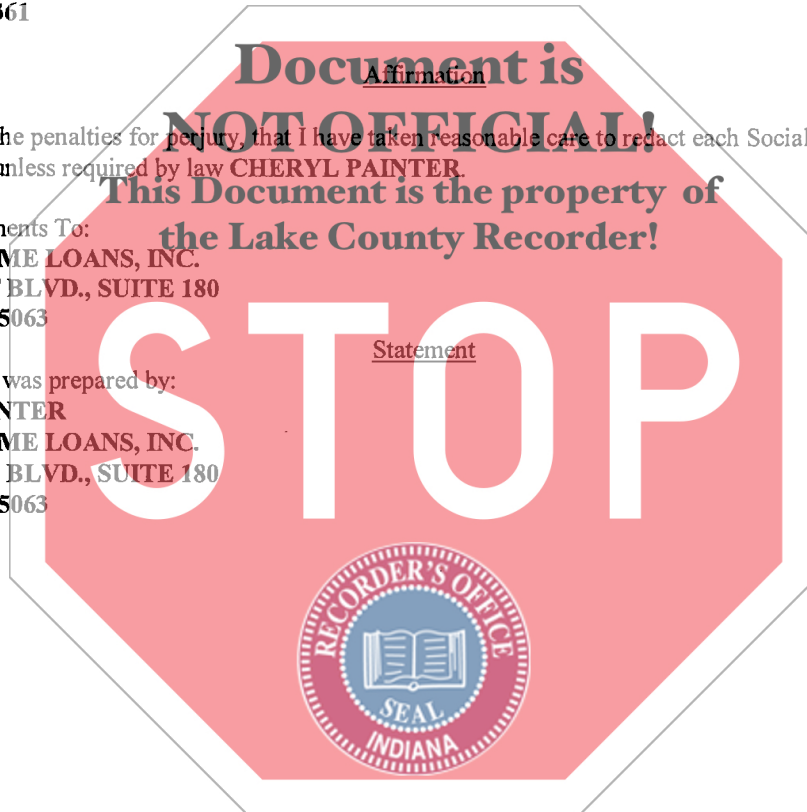 661
Document is
Affirmation
NOT OFFICIAL!
he penalties for perjury, that I have taken reasonable care to redact each Social
unless required by law CHERYL PAINTER.
This Document is the property of
ents To:
the Lake County Recorder!
ME LOANS, INC.
BLVD., SUITE 180
5063
STOP
Statement
was prepared by:
NTER
ME LOANS, INC.
BLVD., SUITE 180
5063
RECORDER'S OFFICE
SEAL
INDIANA